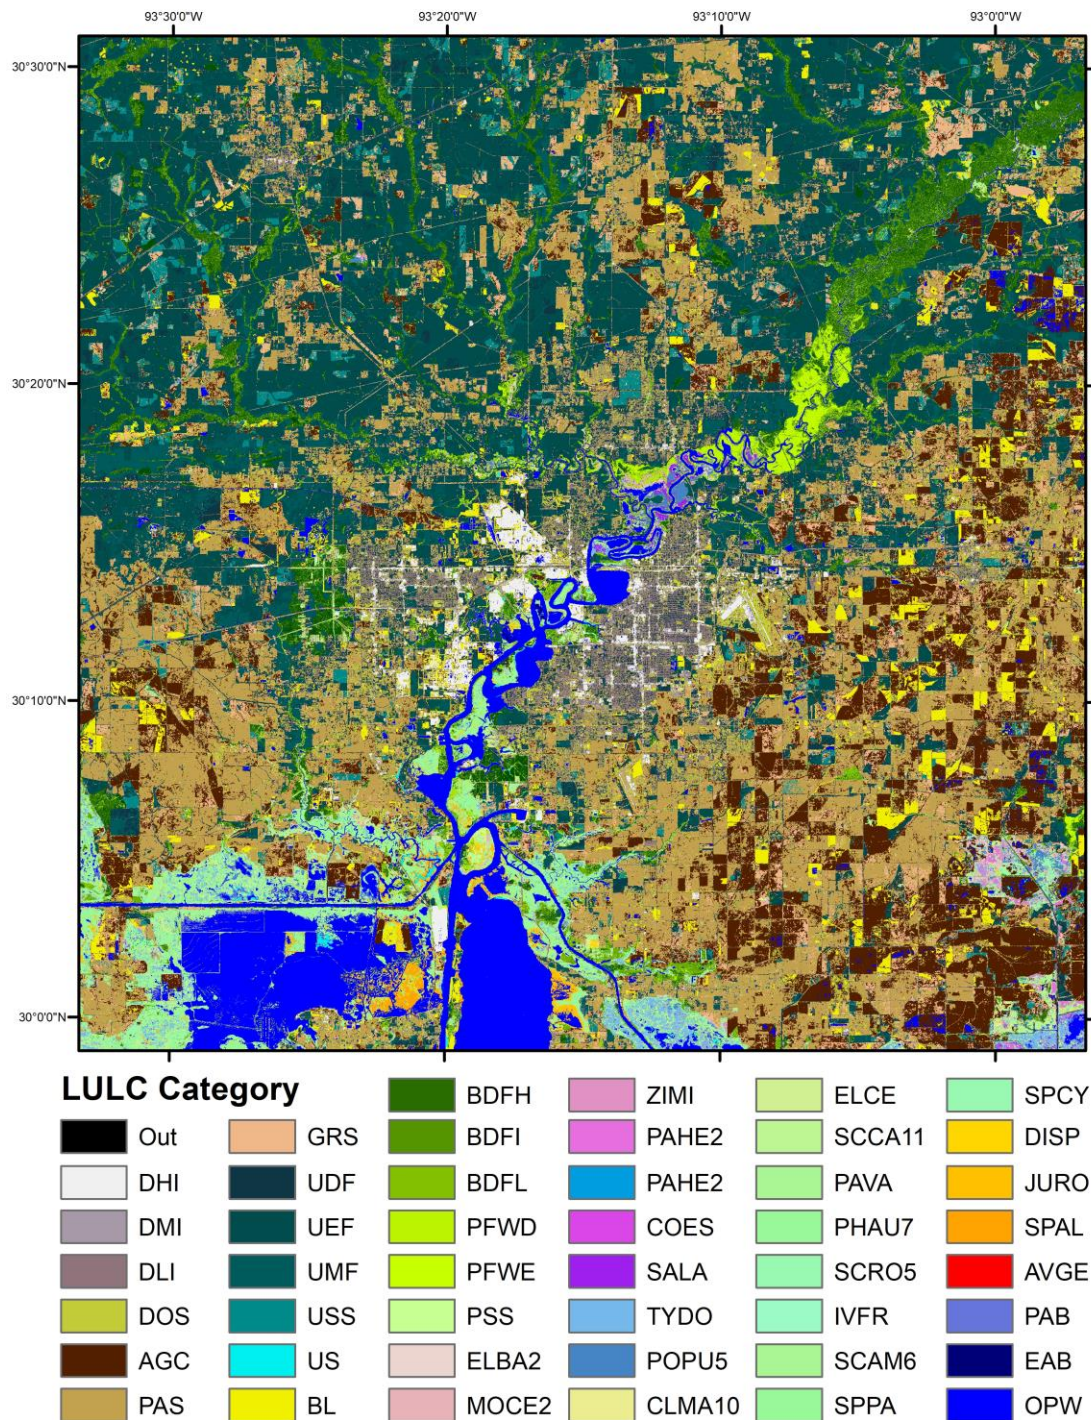 93°30'0"W 93°20'0"W 93°10'0"W 93°0'0"W
30°30'0"N
30°20'0"N
30°10'0"N
30°0'0"N
LULC Category
BDFH ZIMI ELCE SPCY
Out GRS BDFI PAHE2 SCCA11 DISP
DHI UDF BDFL PAHE2 PAVA JURO
DMI UEF PFWD COES PHAU7 SPAL
DLI UMF PFWE SALA SCRO5 AVGE
DOS USS PSS TYDO IVFR PAB
AGC US ELBA2 POPU5 SCAM6 EAB
PAS BL MOCE2 CLMA10 SPPA OPW